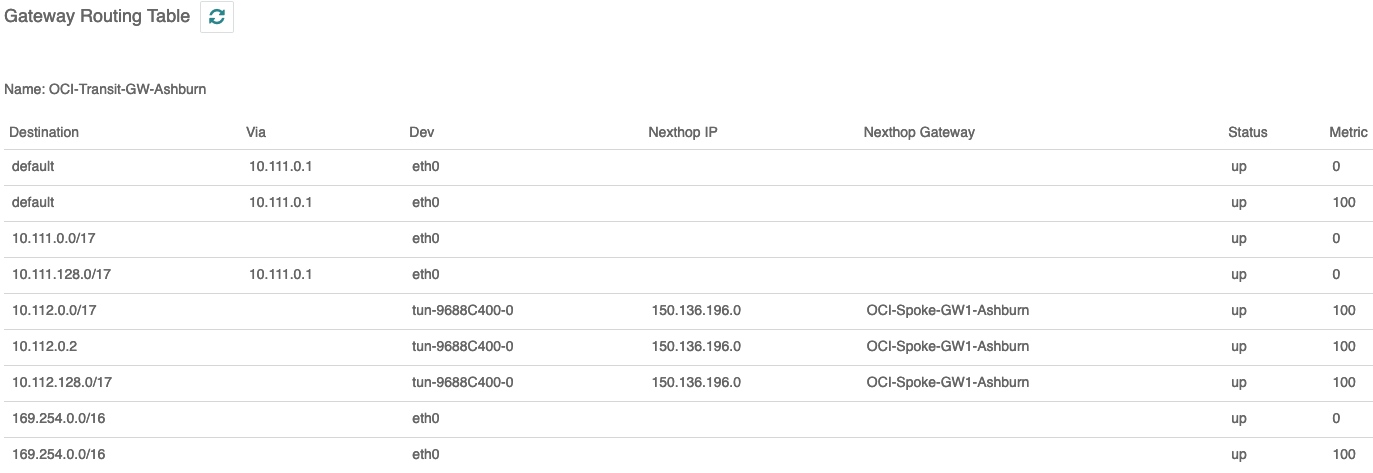 Gateway Routing Table
Name: OCI-Transit-GW-Ashburn
Destination Via Dev Nexthop IP Nexthop Gateway Status Metric
default 10.111.0.1 eth0 up 0
default 10.111.0.1 eth0 up 100
10.111.0.0/17 eth0 up 0
10.111.128.0/17 10.111.0.1 eth0 up 0
10.112.0.0/17 tun-9688C400-0 150.136.196.0 OCI-Spoke-GW1-Ashburn up 100
10.112.0.2 tun-9688C400-0 150.136.196.0 OCI-Spoke-GW1-Ashburn up 100
10.112.128.0/17 tun-9688C400-0 150.136.196.0 OCI-Spoke-GW1-Ashburn up 100
169.254.0.0/16 eth0 up 0
169.254.0.0/16 eth0 up 100